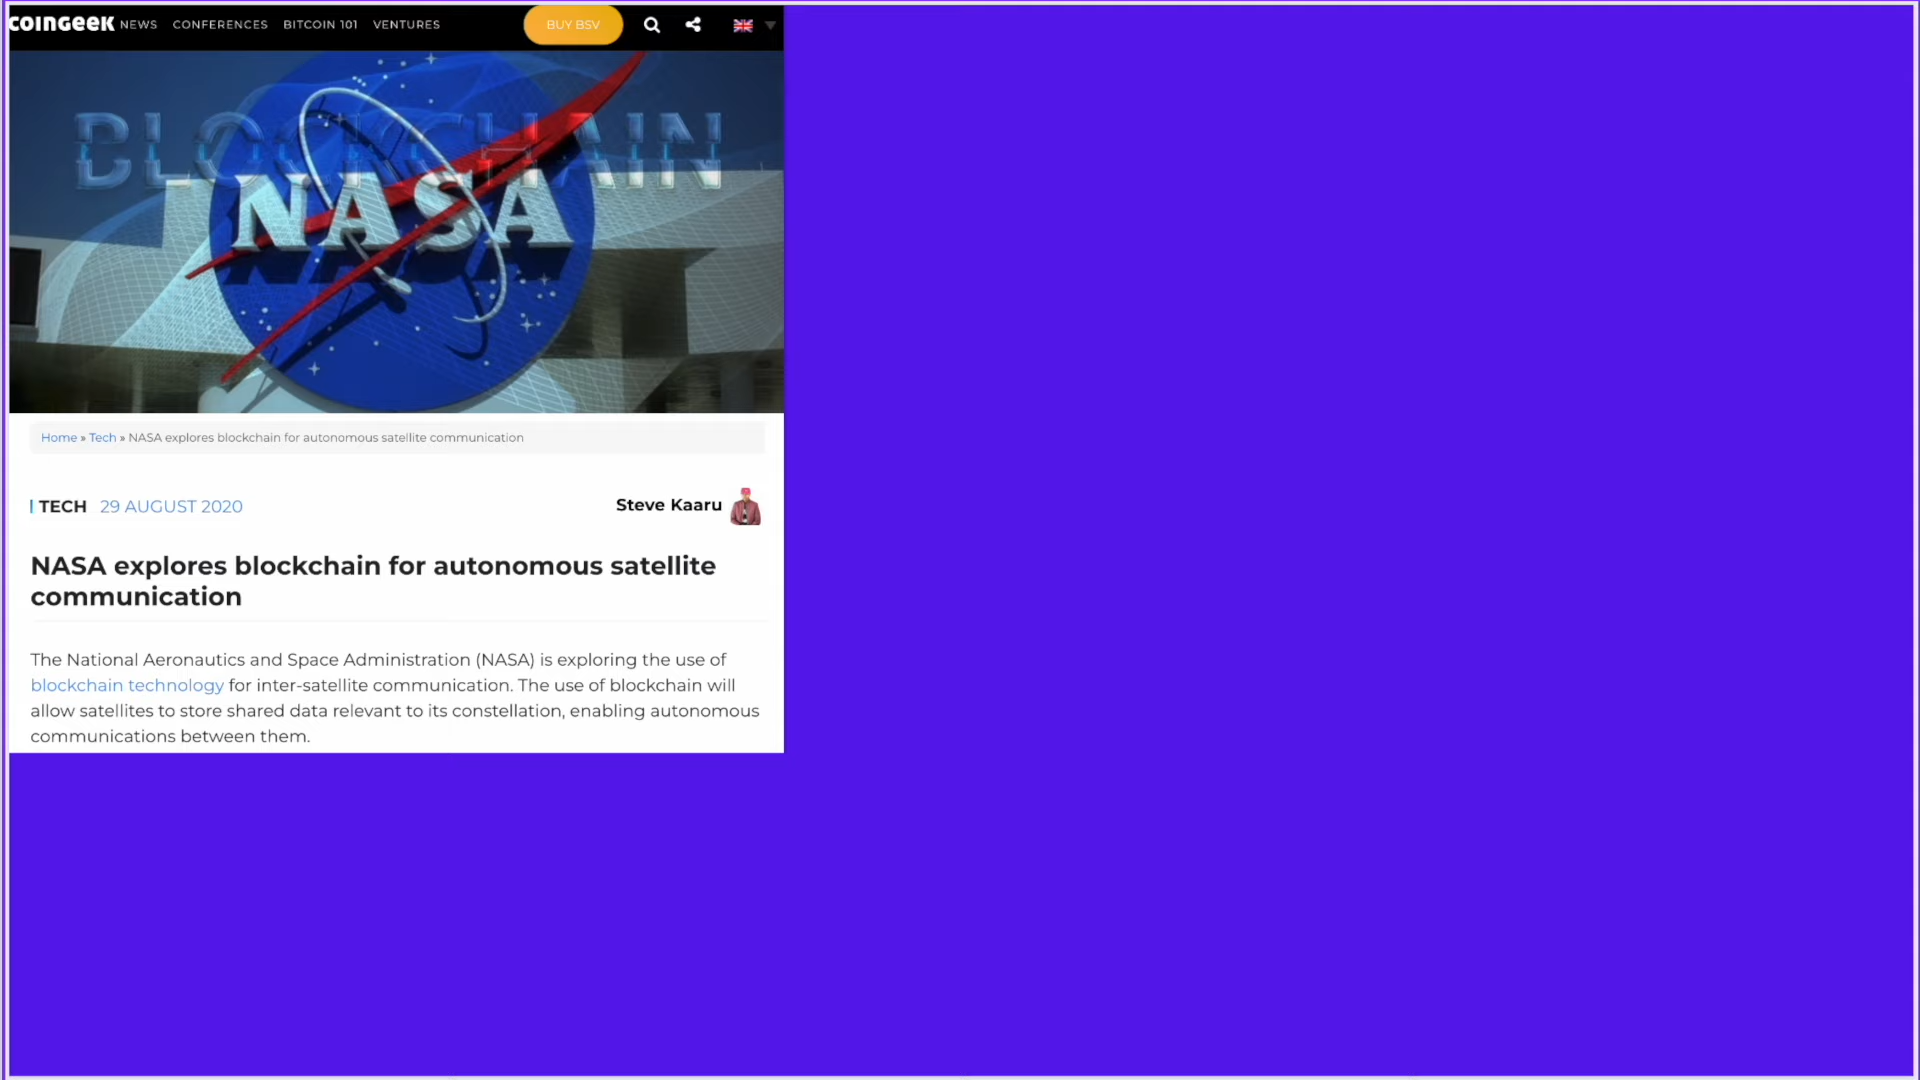 coingeek NEWS CONFERENCES BITCOIN 101 VENTURES BUY BSV
BLOCKCHAIN
NASA
Home » Tech » NASA explores blockchain for autonomous satellite communication
TECH 29 AUGUST 2020 Steve Kaaru
NASA explores blockchain for autonomous satellite
communication
The National Aeronautics and Space Administration (NASA) is exploring the use of
blockchain technology for inter-satellite communication. The use of blockchain will
allow satellites to store shared data relevant to its constellation, enabling autonomous
communications between them.